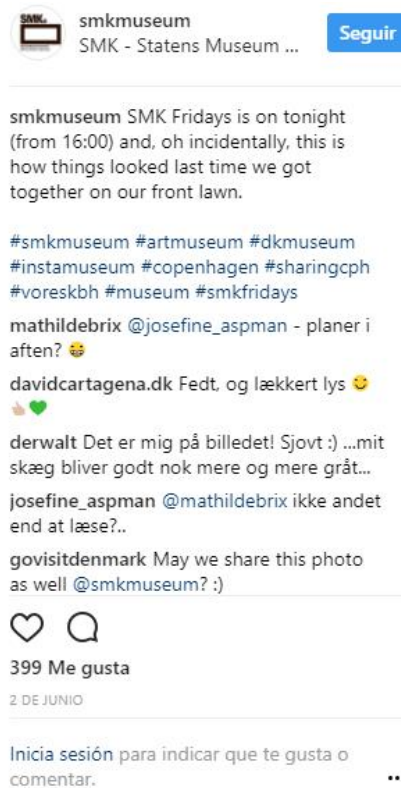 SMK
smkmuseum
SMK - Statens Museum ...
Seguir
smkmuseum SMK Fridays is on tonight
(from 16:00) and, oh incidentally, this is
how things looked last time we got
together on our front lawn.
#smkmuseum #artmuseum #dkmuseum
#instamuseum #copenhagen #sharingcph
#voreskbh #museum #smkfridays
mathildebrix @josefine_aspman - planer i
aften? 😁
davidcartagena.dk Fedt, og lækkert lys 🙂
👍🏼💚
derwalt Det er mig på billedet! Sjovt :) ...mit
skæg bliver godt nok mere og mere gråt...
josefine_aspman @mathildebrix ikke andet
end at læse?..
govisitdenmark May we share this photo
as well @smkmuseum? :)
399 Me gusta
2 DE JUNIO
Inicia sesión para indicar que te gusta o
comentar.